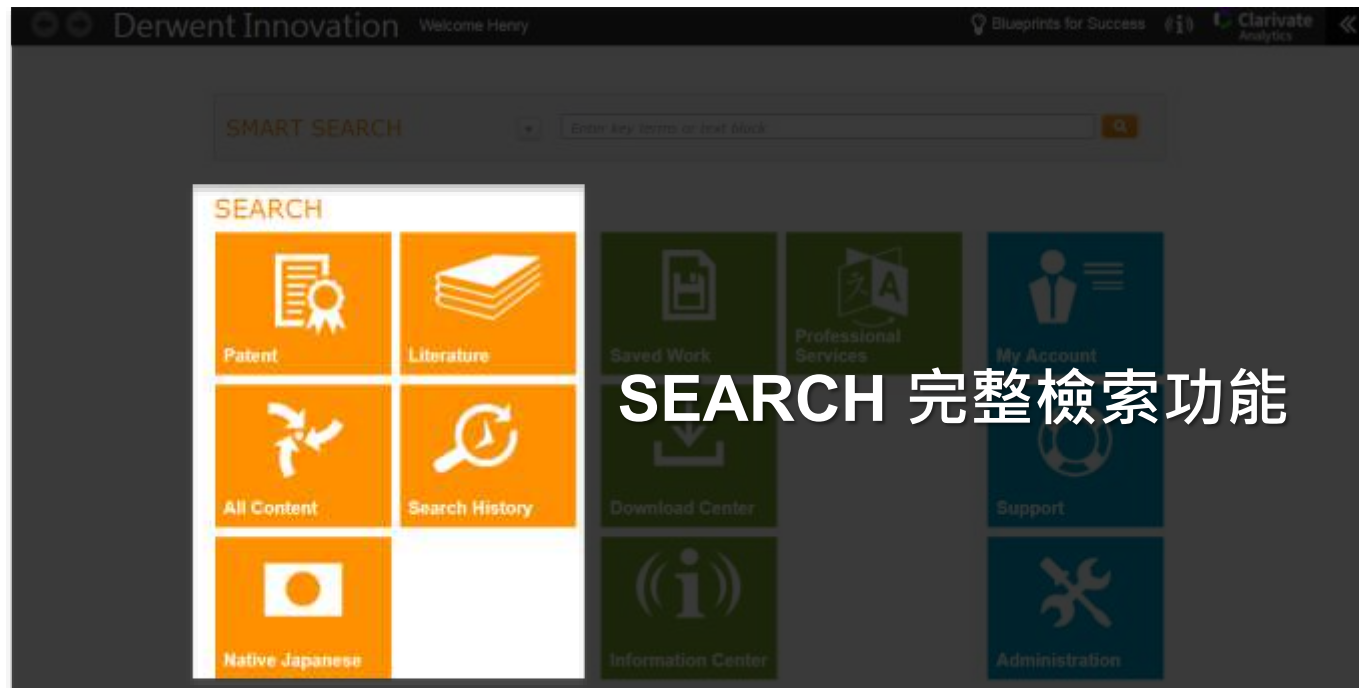 Derwent Innovation Welcome Henry Blueprints for Success Clarivate Analytics
SMART SEARCH Enter key terms or text block
SEARCH
Patent
Literature
Saved Work
Professional Services
My Account
SEARCH 完整檢索功能
All Content
Search History
Download Center
Support
Native Japanese
Information Center
Administration